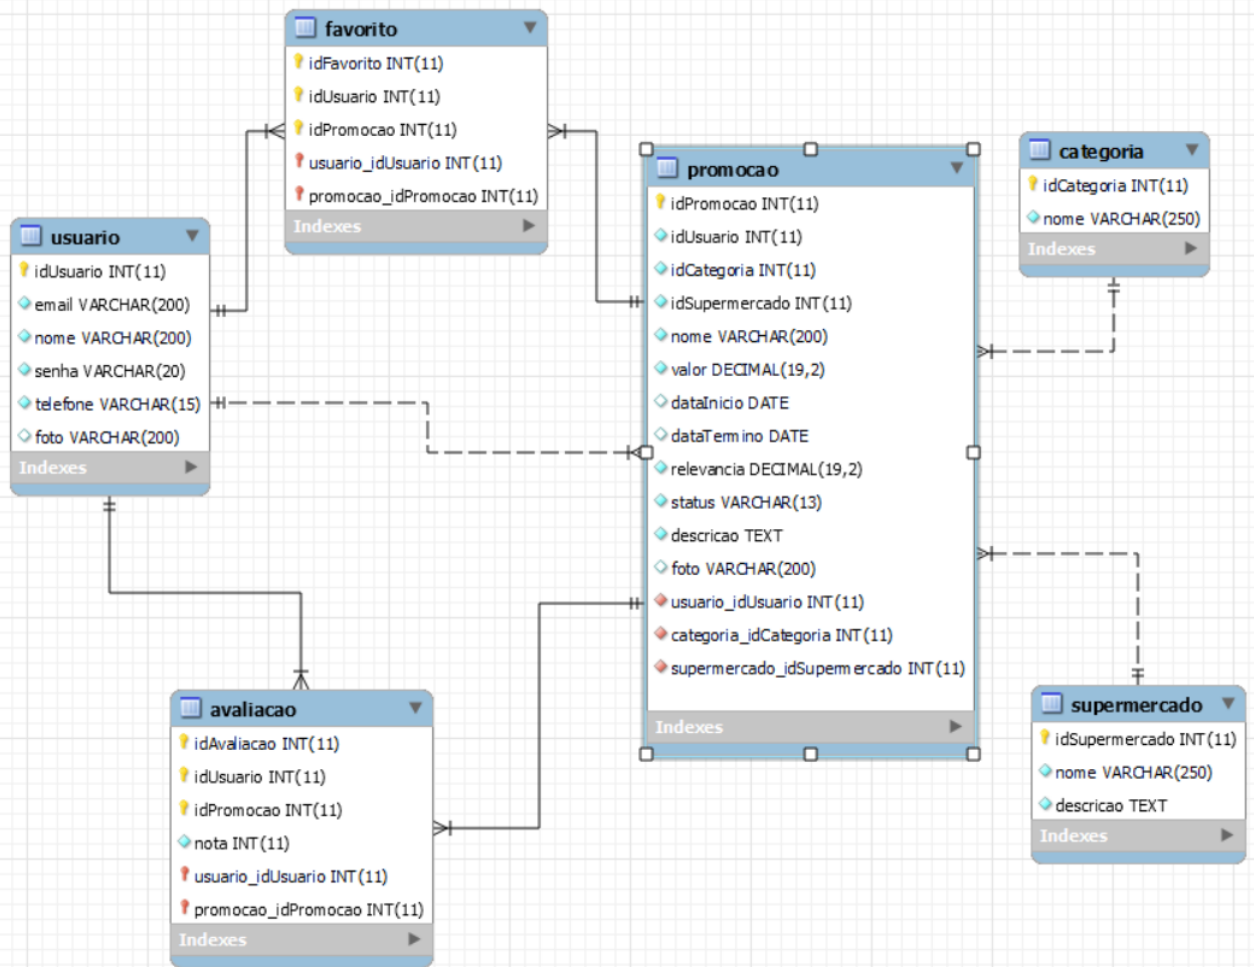 favorito
idFavorito INT(11)
idUsuario INT(11)
idPromocao INT(11)
usuario_idUsuario INT(11)
promocao_idPromocao INT(11)
Indexes
usuario
idUsuario INT(11)
email VARCHAR(200)
nome VARCHAR(200)
senha VARCHAR(20)
telefone VARCHAR(15)
foto VARCHAR(200)
Indexes
promocao
idPromocao INT(11)
idUsuario INT(11)
idCategoria INT(11)
idSupermercado INT(11)
nome VARCHAR(200)
valor DECIMAL(19,2)
dataInicio DATE
dataTermino DATE
relevancia DECIMAL(19,2)
status VARCHAR(13)
descricao TEXT
foto VARCHAR(200)
usuario_idUsuario INT(11)
categoria_idCategoria INT(11)
supermercado_idSupermercado INT(11)
Indexes
categoria
idCategoria INT(11)
nome VARCHAR(250)
Indexes
avaliacao
idAvaliacao INT(11)
idUsuario INT(11)
idPromocao INT(11)
nota INT(11)
usuario_idUsuario INT(11)
promocao_idPromocao INT(11)
Indexes
supermercado
idSupermercado INT(11)
nome VARCHAR(250)
descricao TEXT
Indexes